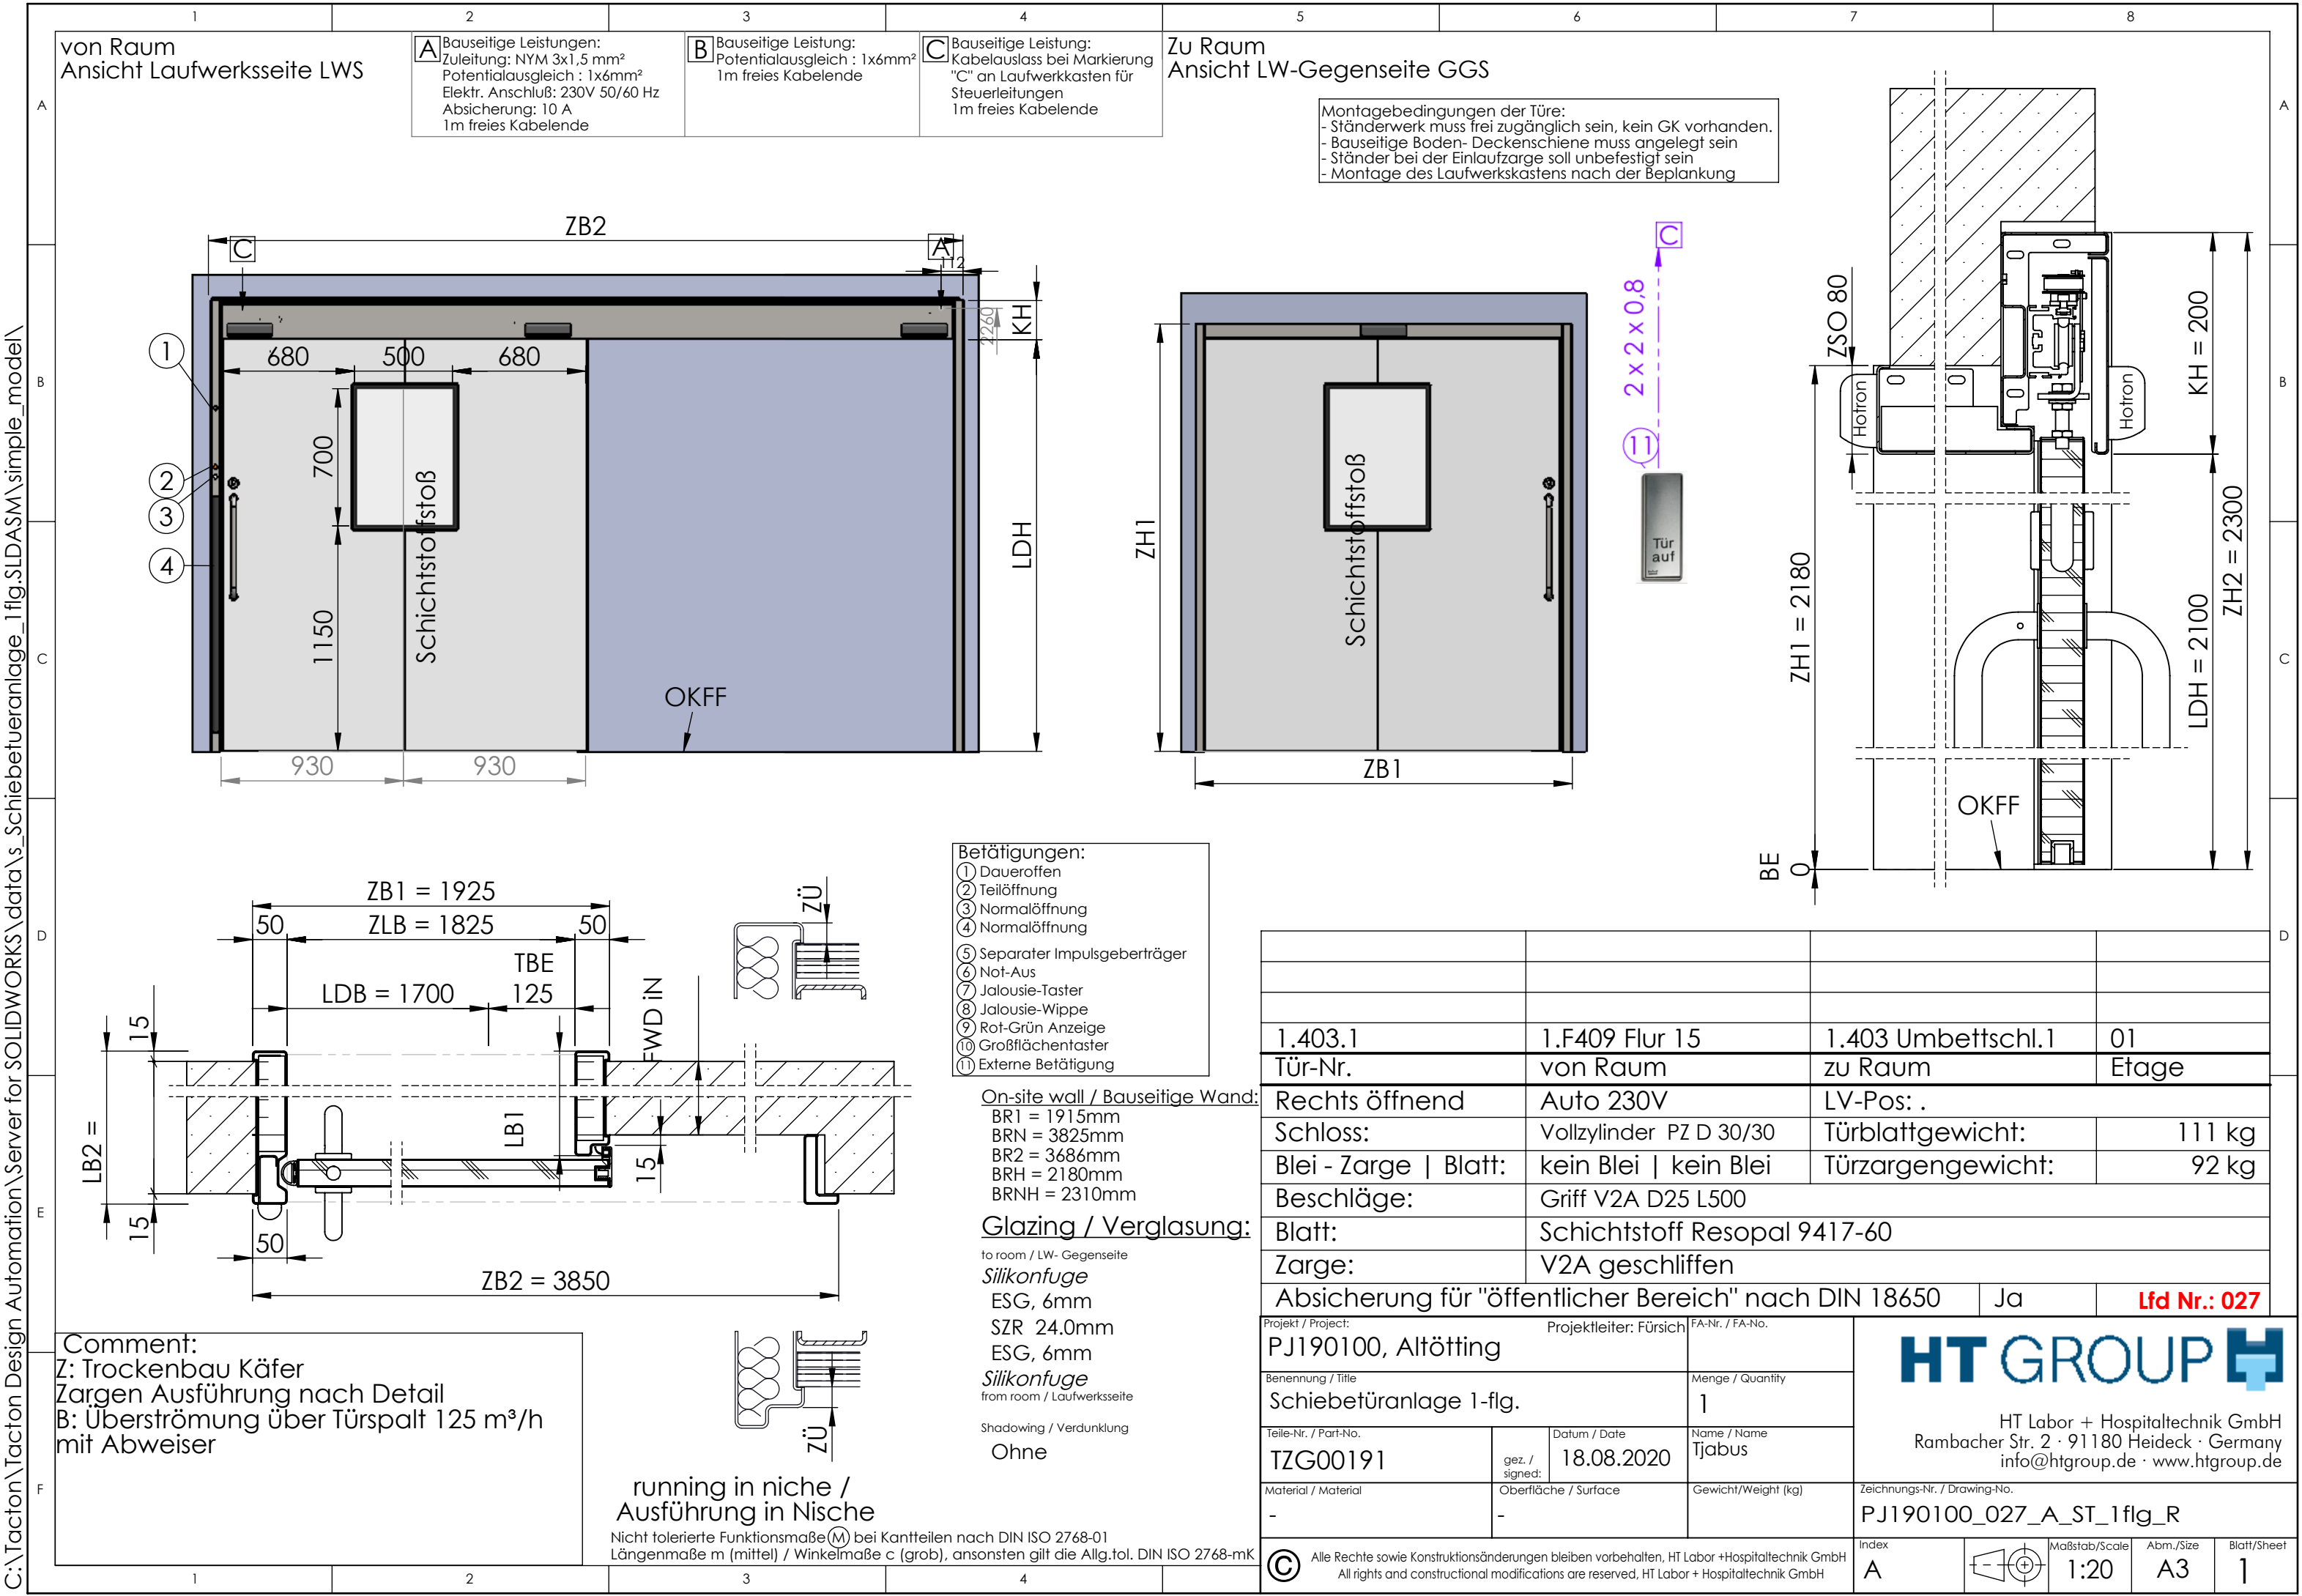 1 2 3 4 5 6 7 8
von Raum
Ansicht Laufwerksseite LWS
A Bauseitige Leistungen:
Zuleitung: NYM 3x1,5 mm²
Potentialausgleich : 1x6mm²
Elektr. Anschluß: 230V 50/60 Hz
Absicherung: 10 A
1m freies Kabelende
B Bauseitige Leistung:
Potentialausgleich : 1x6mm²
1m freies Kabelende
C Bauseitige Leistung:
Kabelauslass bei Markierung
"C" an Laufwerkkasten für
Steuerleitungen
1m freies Kabelende
Zu Raum
Ansicht LW-Gegenseite GGS
Montagebedingungen der Türe:
- Ständerwerk muss frei zugänglich sein, kein GK vorhanden.
- Bauseitige Boden- Deckenschiene muss angelegt sein
- Ständer bei der Einlaufzarge soll unbefestigt sein
- Montage des Laufwerkskastens nach der Beplankung
A
B
C
D
E
F
A
B
C
D
C:\Tacton\Tacton Design Automation\Server for SOLIDWORKS\data\s_Schiebetueranlage_1flg.SLDASM\simple_model\
ZB2
C
A
112
2260
KH
LDH
1
2
3
4
680 500 680
700
1150
Schichtstoffstoß
OKFF
930 930
ZH1
Schichtstoffstoß
ZB1
C
2 x 2 x 0,8
11
Tür
auf
ZSO 80
Hotron
Hotron
KH = 200
ZH1 = 2180
LDH = 2100
ZH2 = 2300
OKFF
BE
0
ZB1 = 1925
50 ZLB = 1825 50
TBE
LDB = 1700 125
15
FWD iN
LB2 =
LB1
15
15
50
ZB2 = 3850
ZÜ
ZÜ
Betätigungen:
1 Daueroffen
2 Teilöffnung
3 Normalöffnung
4 Normalöffnung
5 Separater Impulsgeberträger
6 Not-Aus
7 Jalousie-Taster
8 Jalousie-Wippe
9 Rot-Grün Anzeige
10 Großflächentaster
11 Externe Betätigung
On-site wall / Bauseitige Wand:
BR1 = 1915mm
BRN = 3825mm
BR2 = 3686mm
BRH = 2180mm
BRNH = 2310mm
Glazing / Verglasung:
to room / LW- Gegenseite
Silikonfuge
ESG, 6mm
SZR 24.0mm
ESG, 6mm
Silikonfuge
from room / Laufwerksseite
Shadowing / Verdunklung
Ohne
Comment:
Z: Trockenbau Käfer
Zargen Ausführung nach Detail
B: Überströmung über Türspalt 125 m³/h
mit Abweiser
running in niche /
Ausführung in Nische
Nicht tolerierte Funktionsmaße M bei Kantteilen nach DIN ISO 2768-01
Längenmaße m (mittel) / Winkelmaße c (grob), ansonsten gilt die Allg.tol. DIN ISO 2768-mK
1.403.1 1.F409 Flur 15 1.403 Umbettschl.1 01
Tür-Nr. von Raum zu Raum Etage
Rechts öffnend Auto 230V LV-Pos: .
Schloss: Vollzylinder PZ D 30/30 Türblattgewicht: 111 kg
Blei - Zarge | Blatt: kein Blei | kein Blei Türzargengewicht: 92 kg
Beschläge: Griff V2A D25 L500
Blatt: Schichtstoff Resopal 9417-60
Zarge: V2A geschliffen
Absicherung für "öffentlicher Bereich" nach DIN 18650 Ja Lfd Nr.: 027
Projekt / Project: Projektleiter: Fürsich FA-Nr. / FA-No.
PJ190100, Altötting
Benennung / Title Menge / Quantity
Schiebetüranlage 1-flg. 1
Teile-Nr. / Part-No. Datum / Date Name / Name
TZG00191 gez. / signed: 18.08.2020 Tjabus
Material / Material Oberfläche / Surface Gewicht/Weight (kg)
- -
HT GROUP
HT Labor + Hospitaltechnik GmbH
Rambacher Str. 2 · 91180 Heideck · Germany
info@htgroup.de · www.htgroup.de
Zeichnungs-Nr. / Drawing-No.
PJ190100_027_A_ST_1flg_R
© Alle Rechte sowie Konstruktionsänderungen bleiben vorbehalten, HT Labor +Hospitaltechnik GmbH
All rights and constructional modifications are reserved, HT Labor + Hospitaltechnik GmbH
Index Maßstab/Scale Abm./Size Blatt/Sheet
A 1:20 A3 1
1 2 3 4